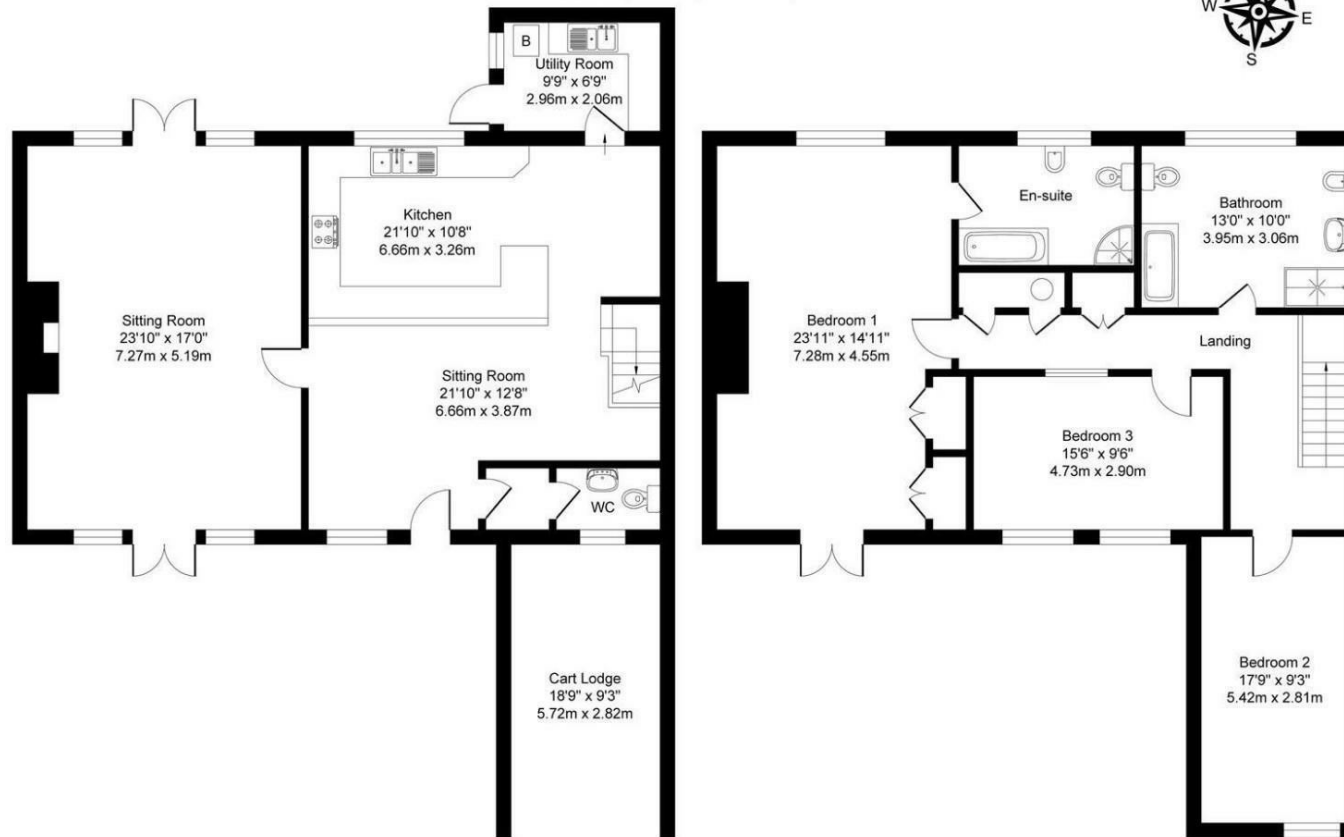 W
E
S
B
Utility Room
9'9" x 6'9"
2.96m x 2.06m
Kitchen
21'10" x 10'8"
6.66m x 3.26m
Sitting Room
23'10" x 17'0"
7.27m x 5.19m
Sitting Room
21'10" x 12'8"
6.66m x 3.87m
WC
Cart Lodge
18'9" x 9'3"
5.72m x 2.82m
En-suite
Bathroom
13'0" x 10'0"
3.95m x 3.06m
Bedroom 1
23'11" x 14'11"
7.28m x 4.55m
Landing
Bedroom 3
15'6" x 9'6"
4.73m x 2.90m
Bedroom 2
17'9" x 9'3"
5.42m x 2.81m